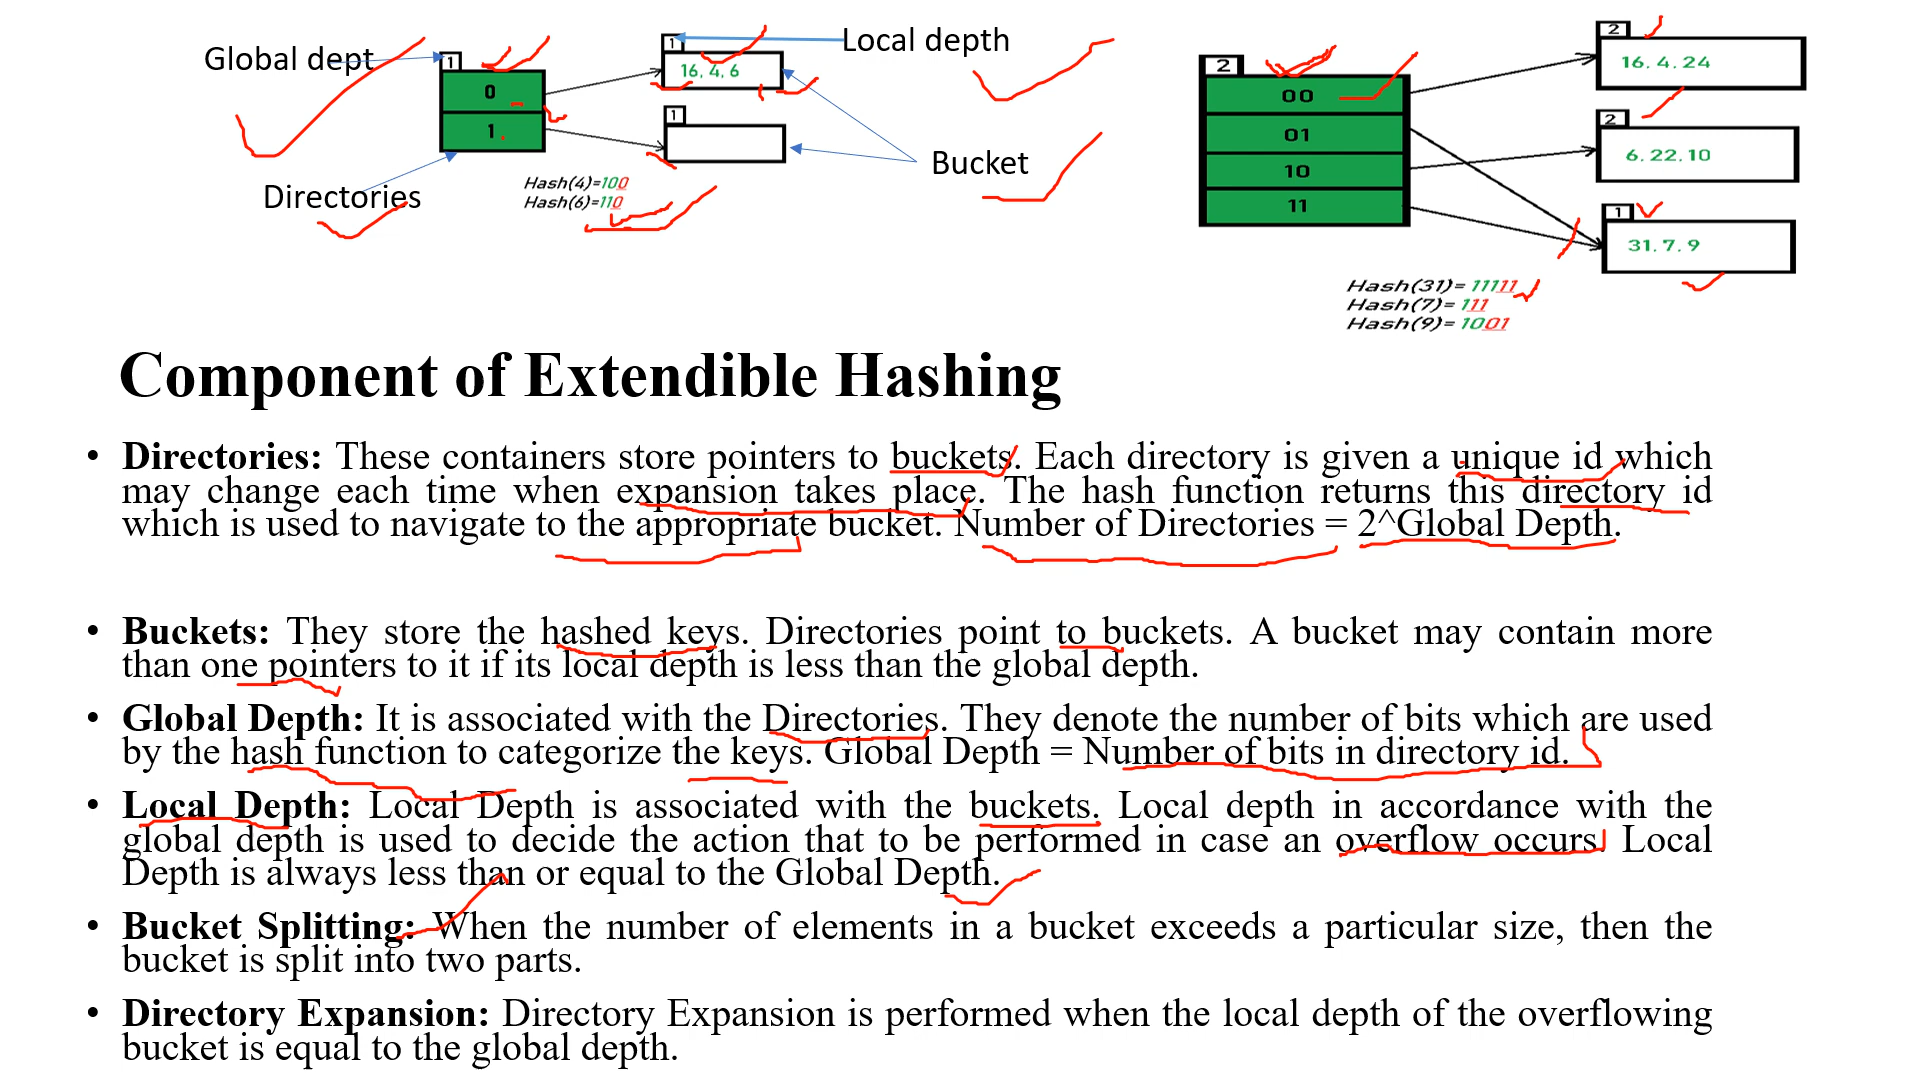 Global dept
1
0
1
Directories
1
16, 4, 6
1
Hash(4)=100
Hash(6)=110
Local depth
Bucket
2
00
01
10
11
2
16. 4. 24
2
6. 22. 10
1
31. 7. 9
Hash(31)= 11111
Hash(7)= 111
Hash(9)= 1001
Component of Extendible Hashing
• Directories: These containers store pointers to buckets. Each directory is given a unique id which
may change each time when expansion takes place. The hash function returns this directory id
which is used to navigate to the appropriate bucket. Number of Directories = 2^Global Depth.
• Buckets: They store the hashed keys. Directories point to buckets. A bucket may contain more
than one pointers to it if its local depth is less than the global depth.
• Global Depth: It is associated with the Directories. They denote the number of bits which are used
by the hash function to categorize the keys. Global Depth = Number of bits in directory id.
• Local Depth: Local Depth is associated with the buckets. Local depth in accordance with the
global depth is used to decide the action that to be performed in case an overflow occurs. Local
Depth is always less than or equal to the Global Depth.
• Bucket Splitting: When the number of elements in a bucket exceeds a particular size, then the
bucket is split into two parts.
• Directory Expansion: Directory Expansion is performed when the local depth of the overflowing
bucket is equal to the global depth.